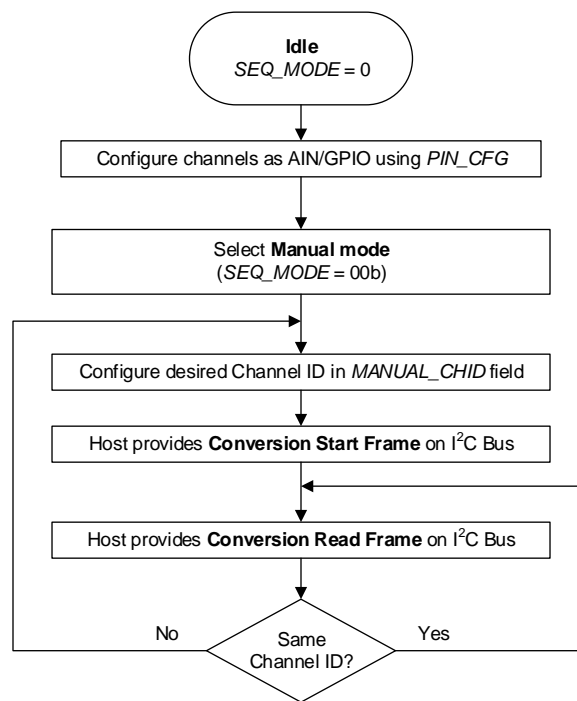 Idle
SEQ_MODE = 0
Configure channels as AIN/GPIO using PIN_CFG
Select Manual mode
(SEQ_MODE = 00b)
Configure desired Channel ID in MANUAL_CHID field
Host provides Conversion Start Frame on I²C Bus
Host provides Conversion Read Frame on I²C Bus
No
Same
Channel ID?
Yes